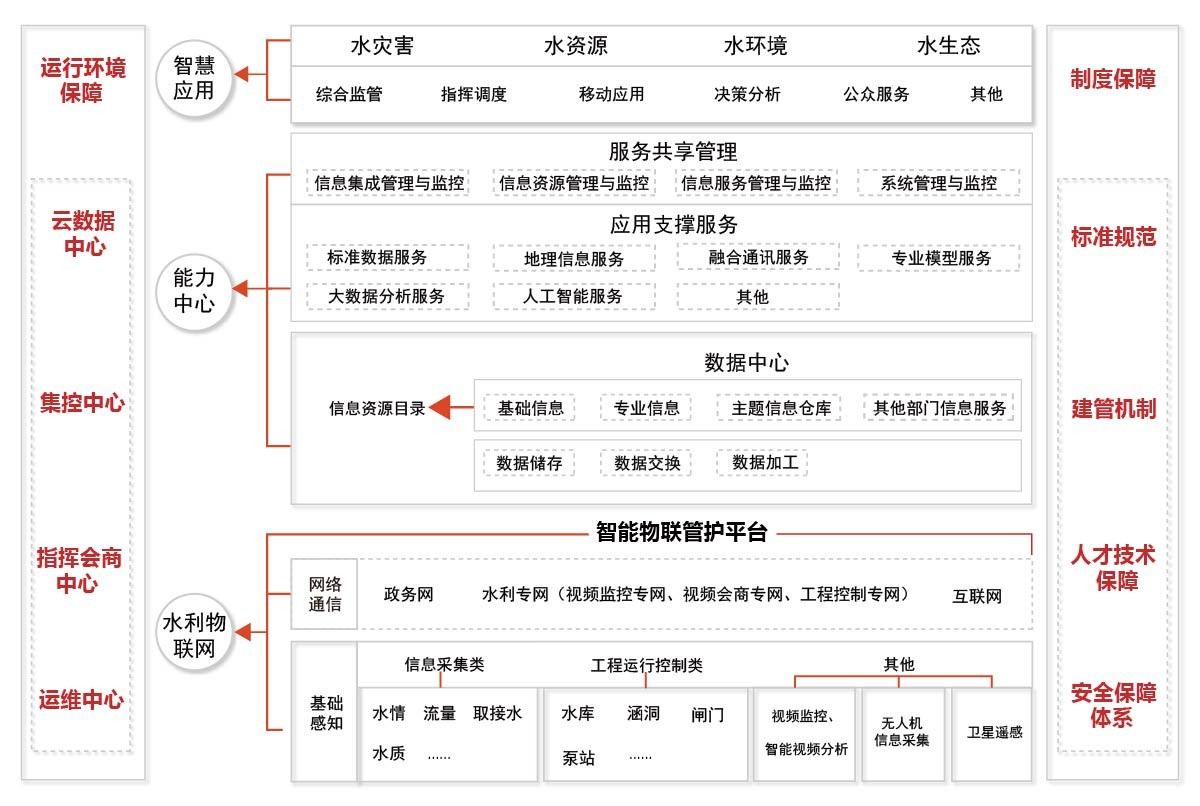 运行环境
保障
云数据
中心
集控中心
指挥会商
中心
运维中心
智慧
应用
水灾害 水资源 水环境 水生态
综合监管 指挥调度 移动应用 决策分析 公众服务 其他
能力
中心
服务共享管理
信息集成管理与监控 信息资源管理与监控 信息服务管理与监控 系统管理与监控
应用支撑服务
标准数据服务 地理信息服务 融合通讯服务 专业模型服务
大数据分析服务 人工智能服务 其他
数据中心
信息资源目录 基础信息 专业信息 主题信息仓库 其他部门信息服务
数据储存 数据交换 数据加工
水利物
联网
智能物联管护平台
网络
通信
政务网 水利专网（视频监控专网、视频会商专网、工程控制专网） 互联网
基础
感知
信息采集类 工程运行控制类 其他
水情 流量 取接水
水质 ......
水库 涵洞 闸门
泵站 ......
视频监控、
智能视频分析
无人机
信息采集
卫星遥感
制度保障
标准规范
建管机制
人才技术
保障
安全保障
体系